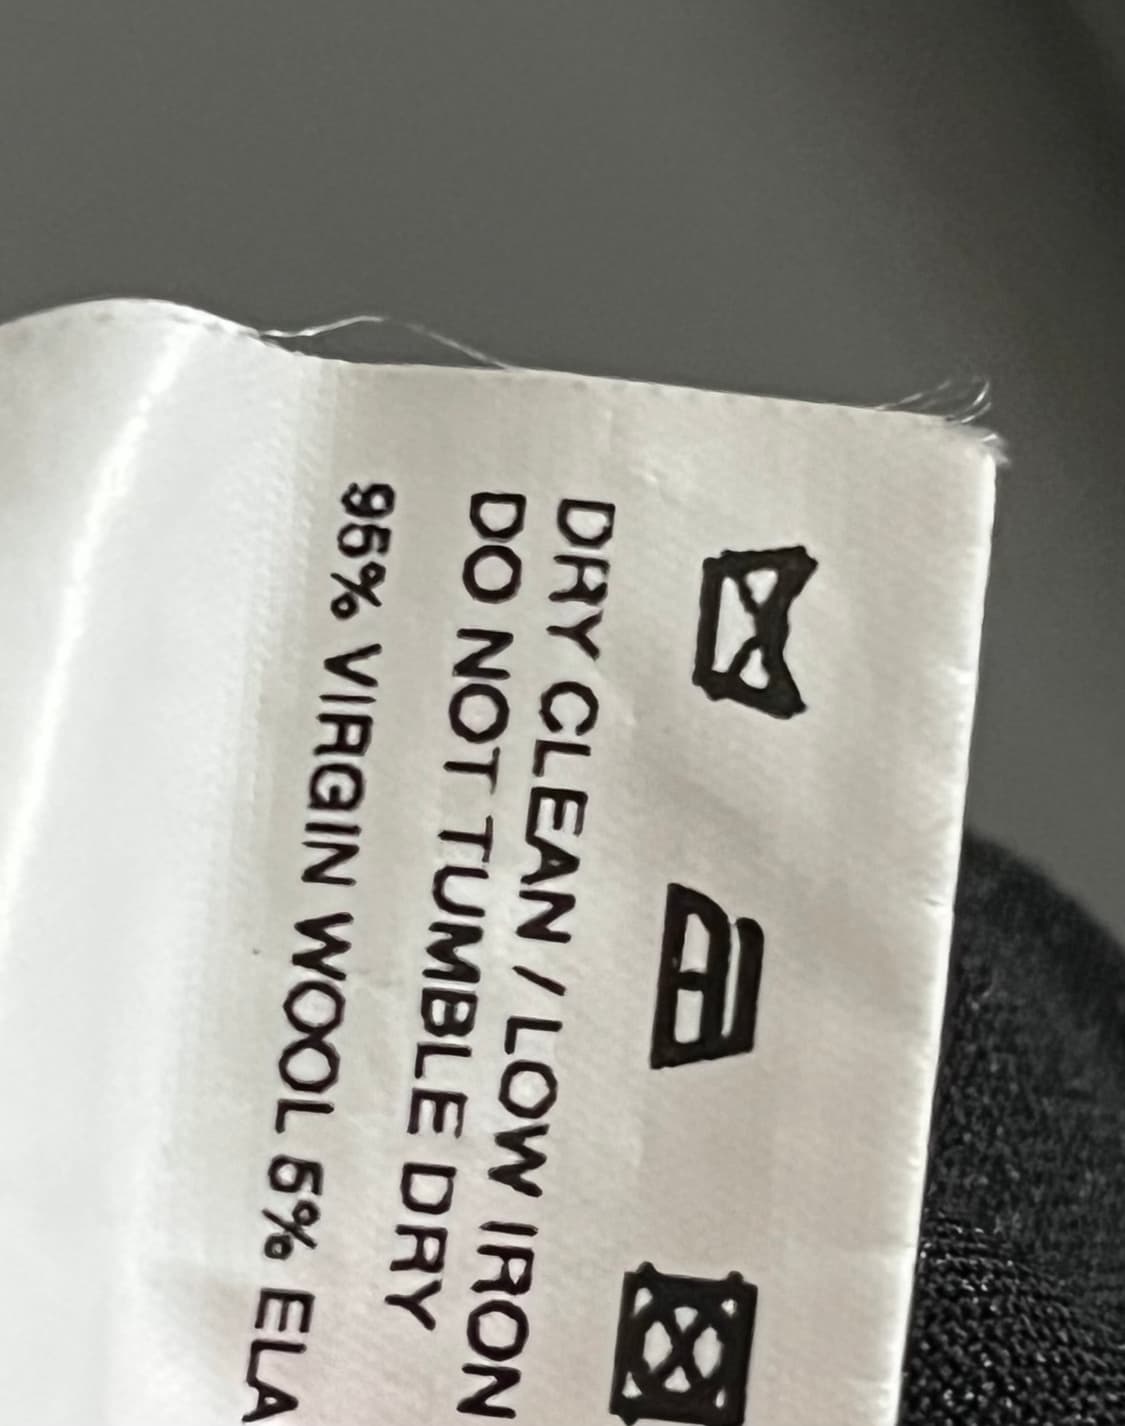 DRY CLEAN / LOW IRON
DO NOT TUMBLE DRY
95% VIRGIN WOOL 5% ELA